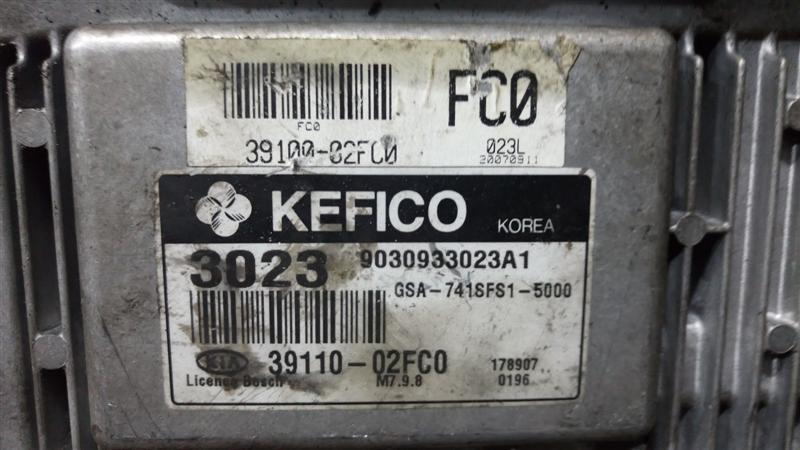 FC0
FC0
39100-02FC0
023L
20070911
KEFICO KOREA
3023 9030933023A1
GSA-741SFS1-5000
KIA 39110-02FC0 178907
Licence Bosch M7.9.8 0196